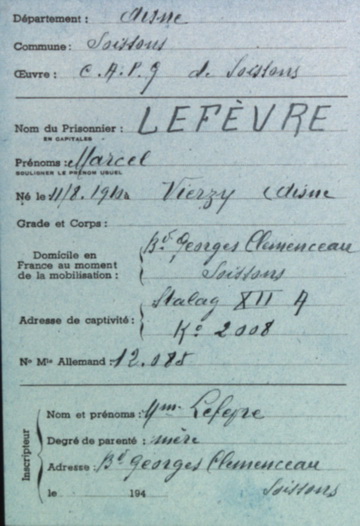 Département : Aisne
Commune : Soissons
Œuvre : C.A.P.G de Soissons
Nom du Prisonnier : LEFÈVRE
EN CAPITALES
Prénoms : Marcel
SOULIGNER LE PRÉNOM USUEL
Né le 11/8. à Vierzy Aisne
Grade et Corps :
Domicile en
France au moment
de la mobilisation :
Bd Georges Clemenceau
Soissons
Adresse de captivité :
Stalag XII A
Ko 2008
No Mle Allemand : 12.085
Inscripteur
Nom et prénoms : Mme Lefèvre
Degré de parenté : mère
Adresse : Bd Georges Clemenceau
le 194 Soissons